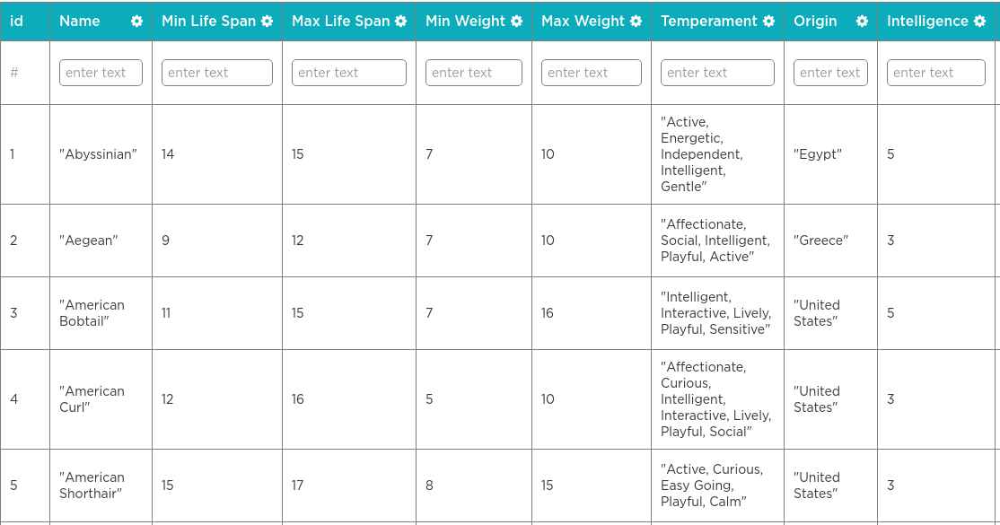 id Name Min Life Span Max Life Span Min Weight Max Weight Temperament Origin Intelligence
# enter text enter text enter text enter text enter text enter text enter text enter text
"Active,
Energetic,
1 "Abyssinian" 14 15 7 10 Independent, "Egypt" 5
Intelligent,
Gentle"
"Affectionate,
2 "Aegean" 9 12 7 10 Social, Intelligent, "Greece" 3
Playful, Active"
"Intelligent,
3 "American Bobtail" 11 15 7 16 Interactive, Lively, "United States" 5
Playful, Sensitive"
"Affectionate,
Curious,
4 "American Curl" 12 16 5 10 Intelligent, "United States" 3
Interactive, Lively,
Playful, Social"
"Active, Curious,
5 "American Shorthair" 15 17 8 15 Easy Going, "United States" 3
Playful, Calm"